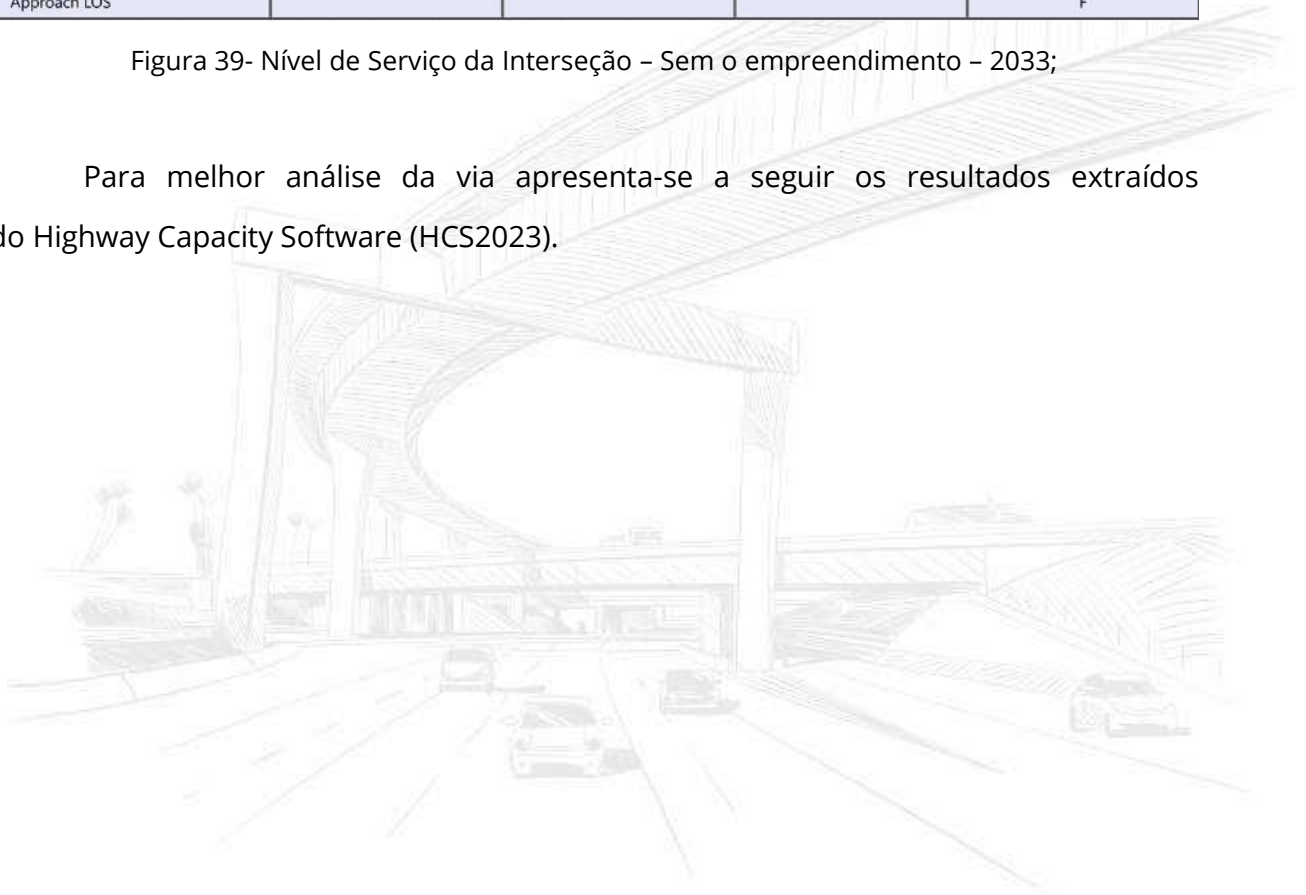 Approach LOS F
Figura 39- Nível de Serviço da Interseção – Sem o empreendimento – 2033;
Para melhor análise da via apresenta-se a seguir os resultados extraídos
do Highway Capacity Software (HCS2023).